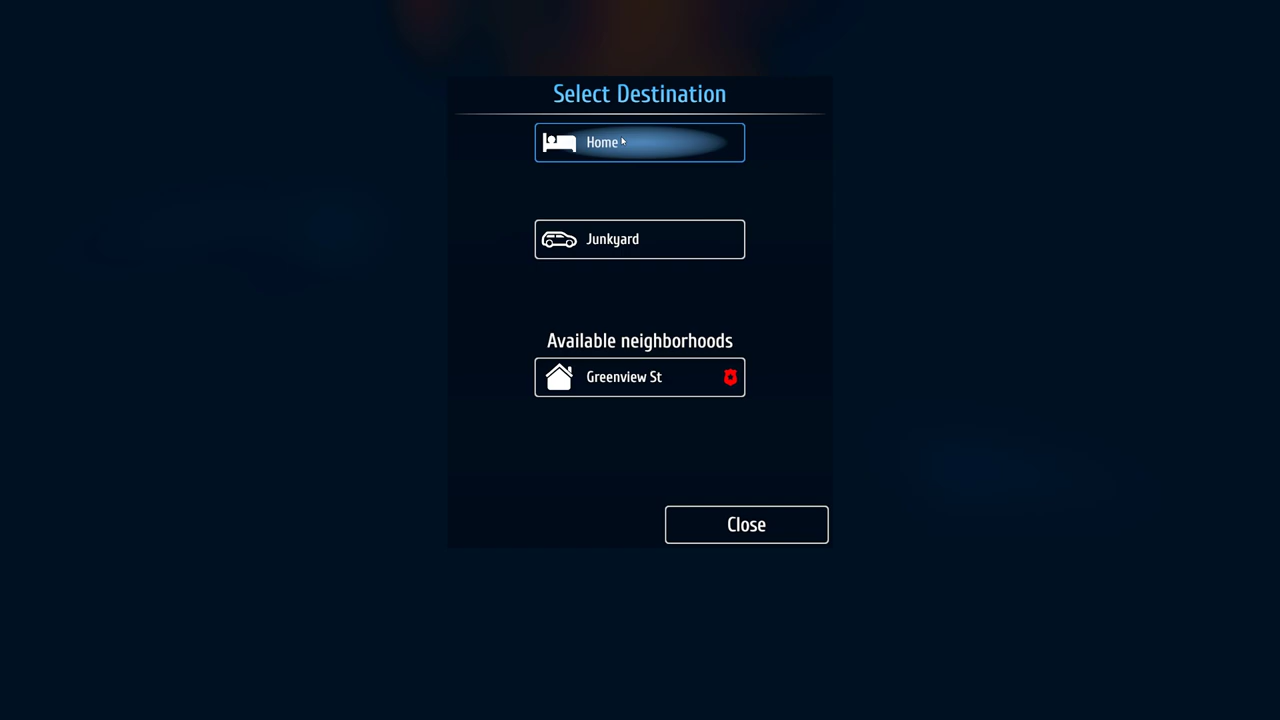 Select Destination
Home
Junkyard
Available neighborhoods
Greenview St
Close